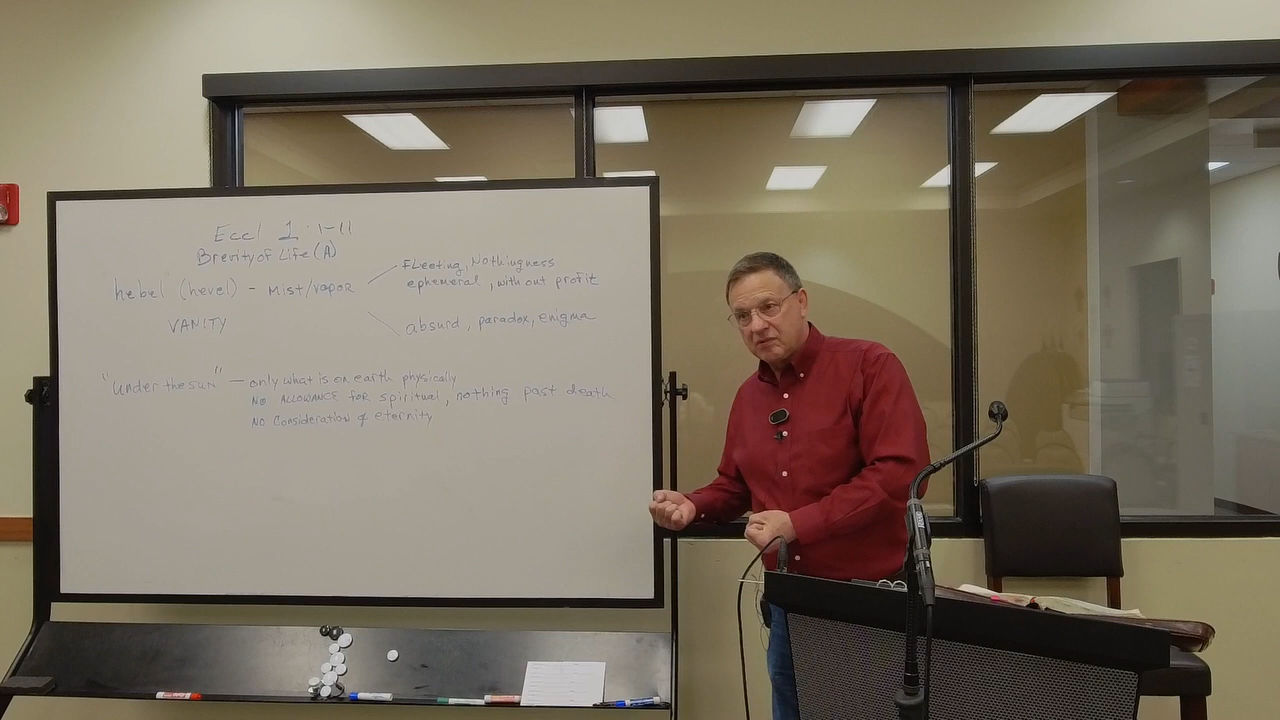 Eccl 1:1-11
Brevity of Life (A)
hebel (hevel) - Mist/vapor
Fleeting, Nothingness
ephemeral, without profit
VANITY
absurd, paradox, enigma
"under the sun" - only what is on earth physically
NO ALLOWANCE FOR spiritual, nothing past death
NO Consideration of eternity